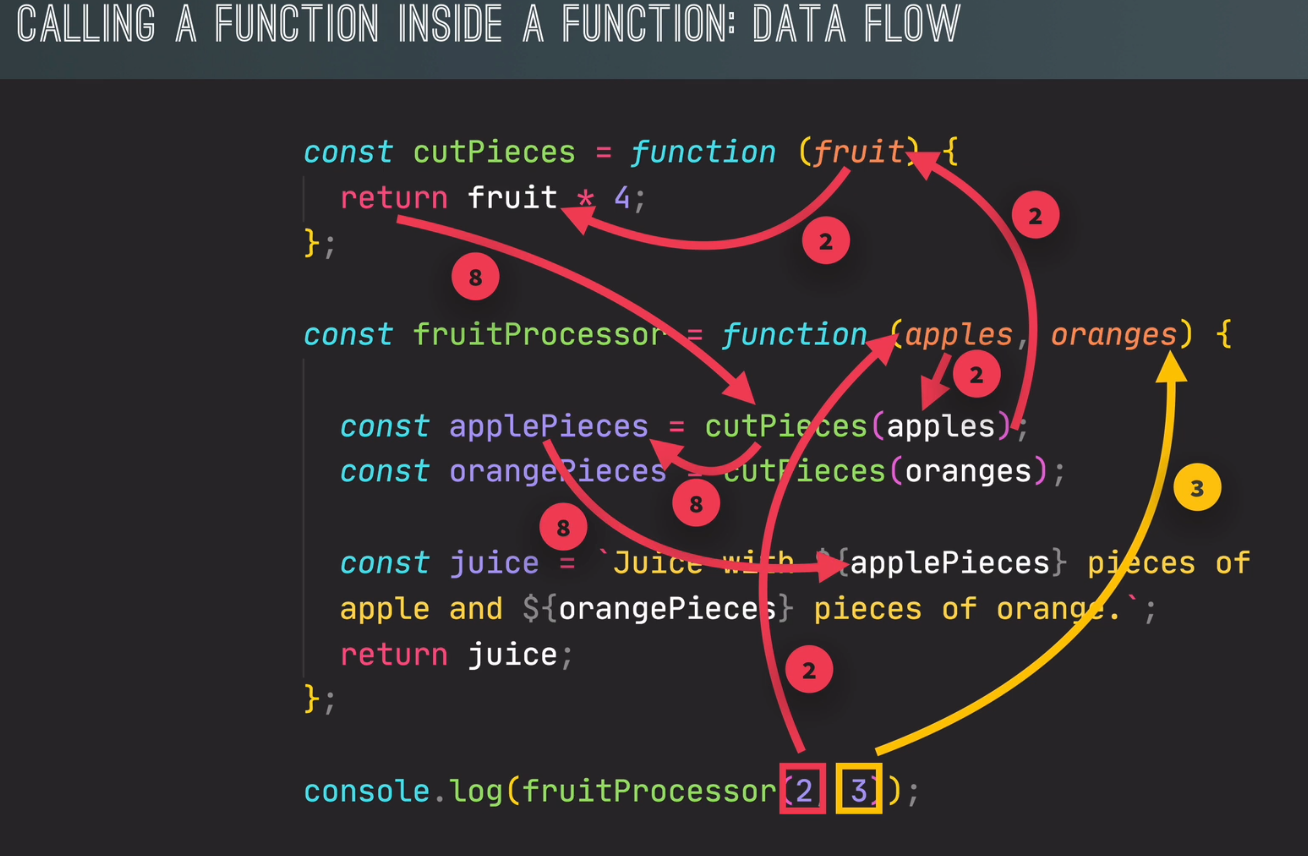 CALLING A FUNCTION INSIDE A FUNCTION: DATA FLOW
const cutPieces = function (fruit) {
return fruit * 4;
};
2
2
8
const fruitProcessor = function (apples, oranges) {
2
const applePieces = cutPieces(apples);
const orangePieces = cutPieces(oranges);
3
8
8
const juice = `Juice with ${applePieces} pieces of
apple and ${orangePieces} pieces of orange.`;
return juice;
2
};
console.log(fruitProcessor(2, 3));